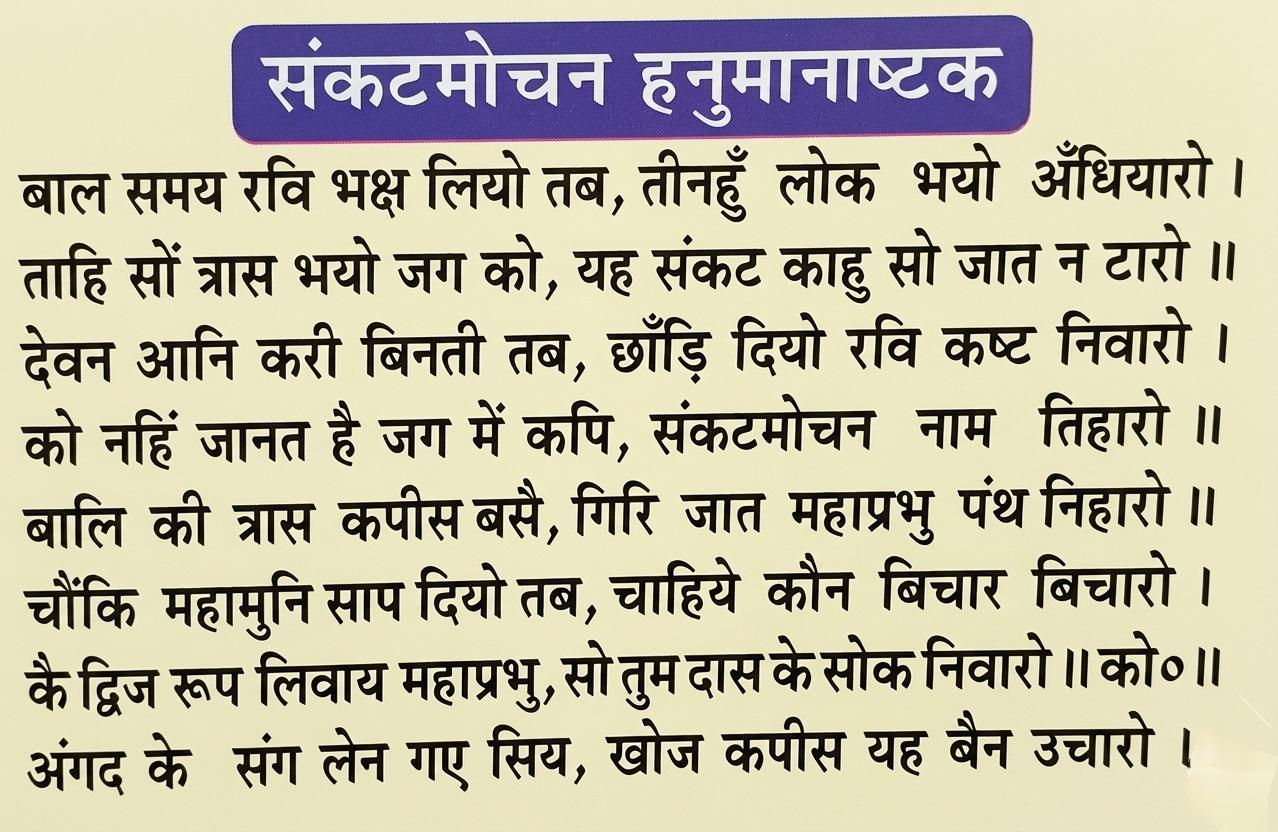 संकटमोचन हनुमानाष्टक
बाल समय रवि भक्ष लियो तब, तीनहुँ लोक भयो अँधियारो ।
ताहि सों त्रास भयो जग को, यह संकट काहु सो जात न टारो ॥
देवन आनि करी बिनती तब, छाँड़ि दियो रवि कष्ट निवारो ।
को नहिं जानत है जग में कपि, संकटमोचन नाम तिहारो ॥
बालि की त्रास कपीस बसै, गिरि जात महाप्रभु पंथ निहारो ॥
चौंकि महामुनि साप दियो तब, चाहिये कौन बिचार बिचारो ।
कै द्विज रूप लिवाय महाप्रभु, सो तुम दास के सोक निवारो ॥ को० ॥
अंगद के संग लेन गए सिय, खोज कपीस यह बैन उचारो ।